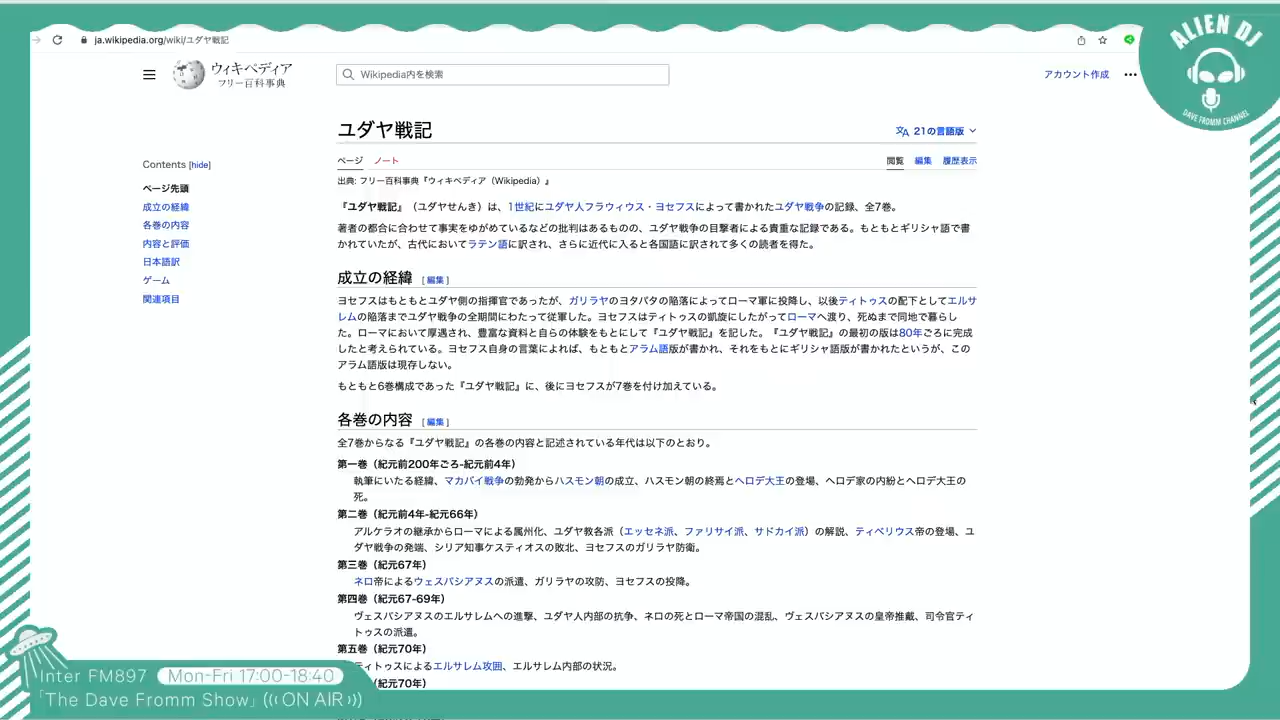 ja.wikipedia.org/wiki/ユダヤ戦記
ALIEN DJ
DAVE FROMM CHANNEL
ウィキペディア
フリー百科事典
Wikipedia内を検索
アカウント作成
ユダヤ戦記
21の言語版
Contents [hide]
ページ先頭
成立の経緯
各巻の内容
内容と評価
日本語訳
ゲーム
関連項目
ページ ノート
閲覧 編集 履歴表示
出典: フリー百科事典『ウィキペディア（Wikipedia）』
『ユダヤ戦記』（ユダヤせんき）は、1世紀にユダヤ人フラウィウス・ヨセフスによって書かれたユダヤ戦争の記録、全7巻。
著者の都合に合わせて事実をゆがめているなどの批判はあるものの、ユダヤ戦争の目撃者による貴重な記録である。もともとギリシャ語で書
かれていたが、古代においてラテン語に訳され、さらに近代に入ると各国語に訳されて多くの読者を得た。
成立の経緯 [編集]
ヨセフスはもともとユダヤ側の指揮官であったが、ガリラヤのヨタパタの陥落によってローマ軍に投降し、以後ティトゥスの配下としてエルサ
レムの陥落までユダヤ戦争の全期間にわたって従軍した。ヨセフスはティトゥスの凱旋にしたがってローマへ渡り、死ぬまで同地で暮らし
た。ローマにおいて厚遇され、豊富な資料と自らの体験をもとにして『ユダヤ戦記』を記した。『ユダヤ戦記』の最初の版は80年ごろに完成
したと考えられている。ヨセフス自身の言葉によれば、もともとアラム語版が書かれ、それをもとにギリシャ語版が書かれたというが、この
アラム語版は現存しない。
もともと6巻構成であった『ユダヤ戦記』に、後にヨセフスが7巻を付け加えている。
各巻の内容 [編集]
全7巻からなる『ユダヤ戦記』の各巻の内容と記述されている年代は以下のとおり。
第一巻（紀元前200年ごろ-紀元前4年）
執筆にいたる経緯、マカバイ戦争の勃発からハスモン朝の成立、ハスモン朝の終焉とヘロデ大王の登場、ヘロデ家の内紛とヘロデ大王の
死。
第二巻（紀元前4年-紀元66年）
アルケラオの継承からローマによる属州化、ユダヤ教各派（エッセネ派、ファリサイ派、サドカイ派）の解説、ティベリウス帝の登場、ユ
ダヤ戦争の発端、シリア知事ケスティオスの敗北、ヨセフスのガリラヤ防衛。
第三巻（紀元67年）
ネロ帝によるウェスパシアヌスの派遣、ガリラヤの攻防、ヨセフスの投降。
第四巻（紀元67-69年）
ヴェスパシアヌスのエルサレムへの進撃、ユダヤ人内部の抗争、ネロの死とローマ帝国の混乱、ヴェスパシアヌスの皇帝推戴、司令官ティ
トゥスの派遣。
第五巻（紀元70年）
ティトゥスによるエルサレム攻囲、エルサレム内部の状況。
（紀元70年）
Inter FM897 Mon-Fri 17:00-18:40
「The Dave Fromm Show」 ((( ON AIR )))